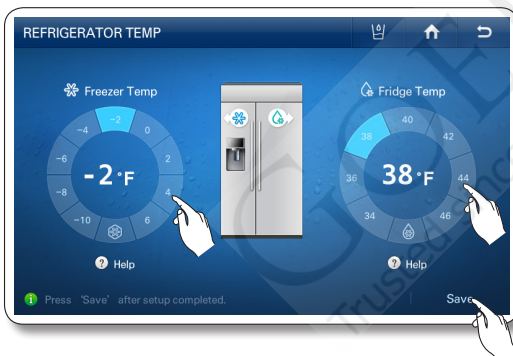 REFRIGERATOR TEMP
Freezer Temp
-2
-4
0
-6
2
-2°F
-8
4
-10
6
? Help
Fridge Temp
40
38
42
36
38°F
44
34
46
? Help
i Press 'Save' after setup completed.
Save